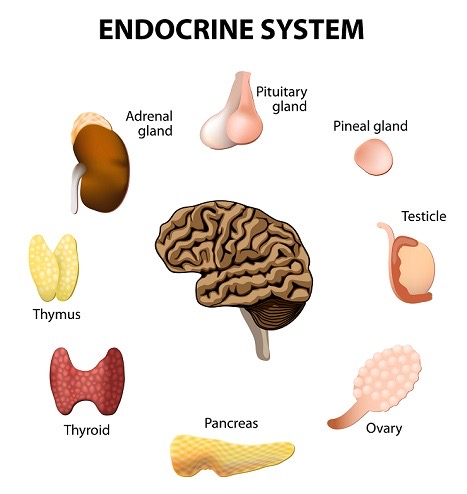 ENDOCRINE SYSTEM
Pituitary
gland
Adrenal
gland
Pineal gland
Testicle
Thymus
Thyroid
Pancreas
Ovary